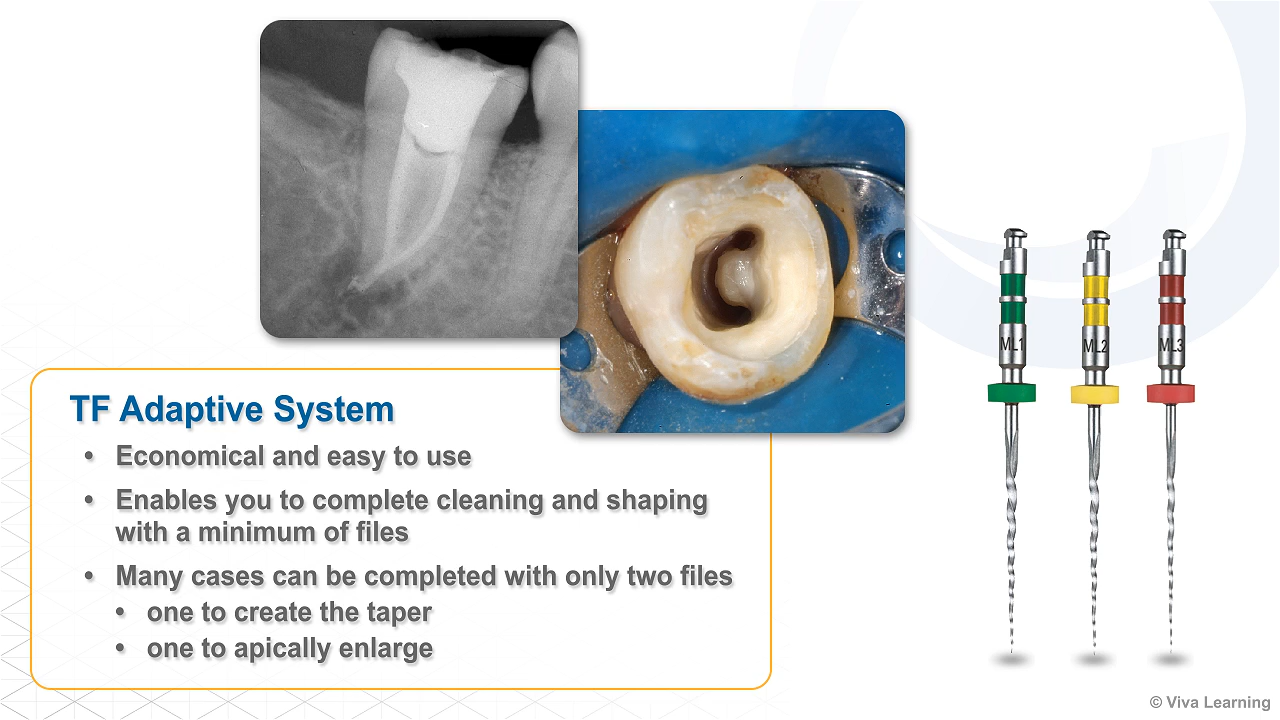 TF Adaptive System
• Economical and easy to use
• Enables you to complete cleaning and shaping
with a minimum of files
• Many cases can be completed with only two files
• one to create the taper
• one to apically enlarge
ML1
ML2
ML3
© Viva Learning